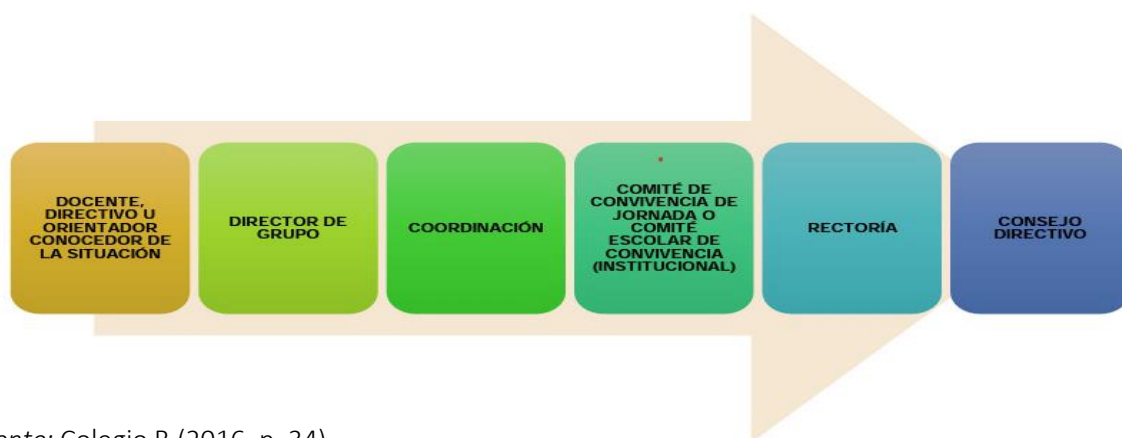 DOCENTE,
DIRECTIVO U
ORIENTADOR
CONOCEDOR DE
LA SITUACIÓN
DIRECTOR DE
GRUPO
COORDINACIÓN
COMITÉ DE
CONVIVENCIA DE
JORNADA O
COMITÉ
ESCOLAR DE
CONVIVENCIA
(INSTITUCIONAL)
RECTORÍA
CONSEJO
DIRECTIVO
Colegio B (2016, p. 34)